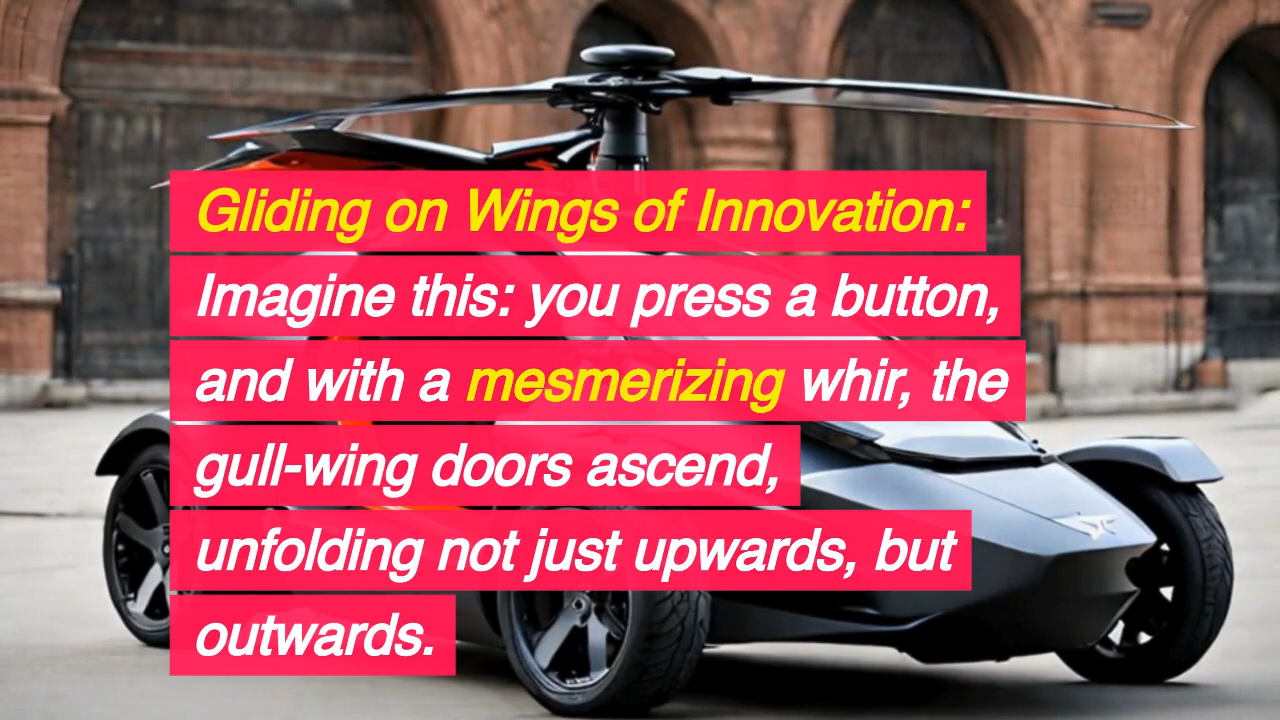 Gliding on Wings of Innovation:
Imagine this: you press a button,
and with a mesmerizing whir, the
gull-wing doors ascend,
unfolding not just upwards, but
outwards.